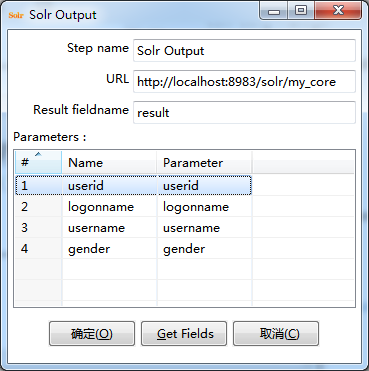 Solr Solr Output
Step name Solr Output
URL http://localhost:8983/solr/my_core
Result fieldname result
Parameters :
# Name Parameter
1 userid userid
2 logonname logonname
3 username username
4 gender gender
确定(O) Get Fields 取消(C)